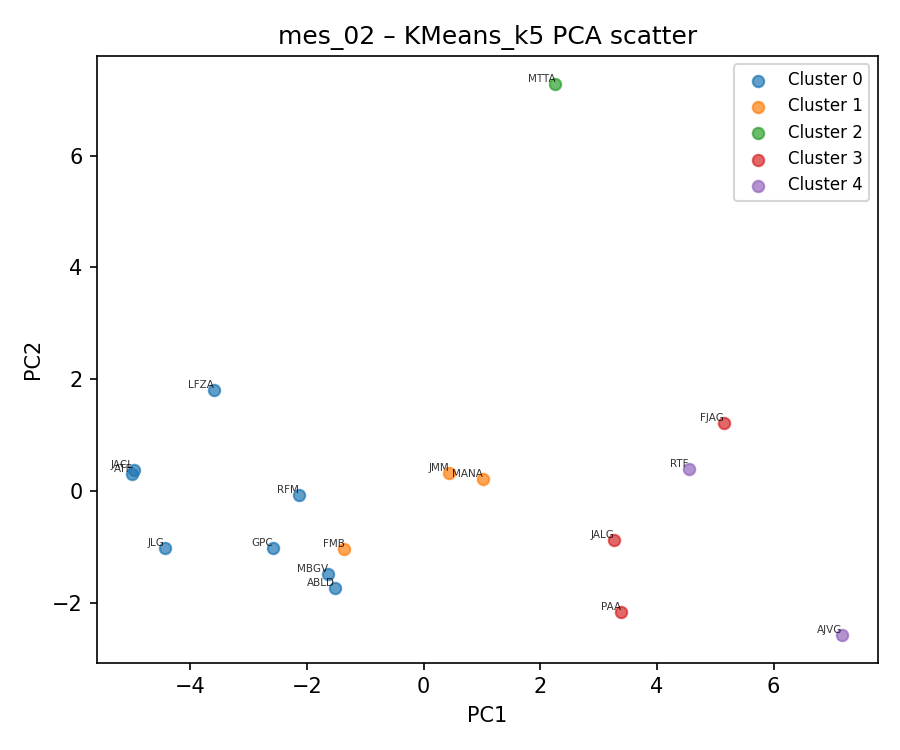 mes_02 – KMeans_k5 PCA scatter
Cluster 0
Cluster 1
Cluster 2
Cluster 3
Cluster 4
PC2
6
4
2
0
−2
MTTA
LFZA
JACL
RFM
JLG
GPC
FMB
MBGV
ABLD
JMM
MANA
FJAG
RTF
JALG
PAA
AJVG
−4
−2
0
2
4
6
PC1